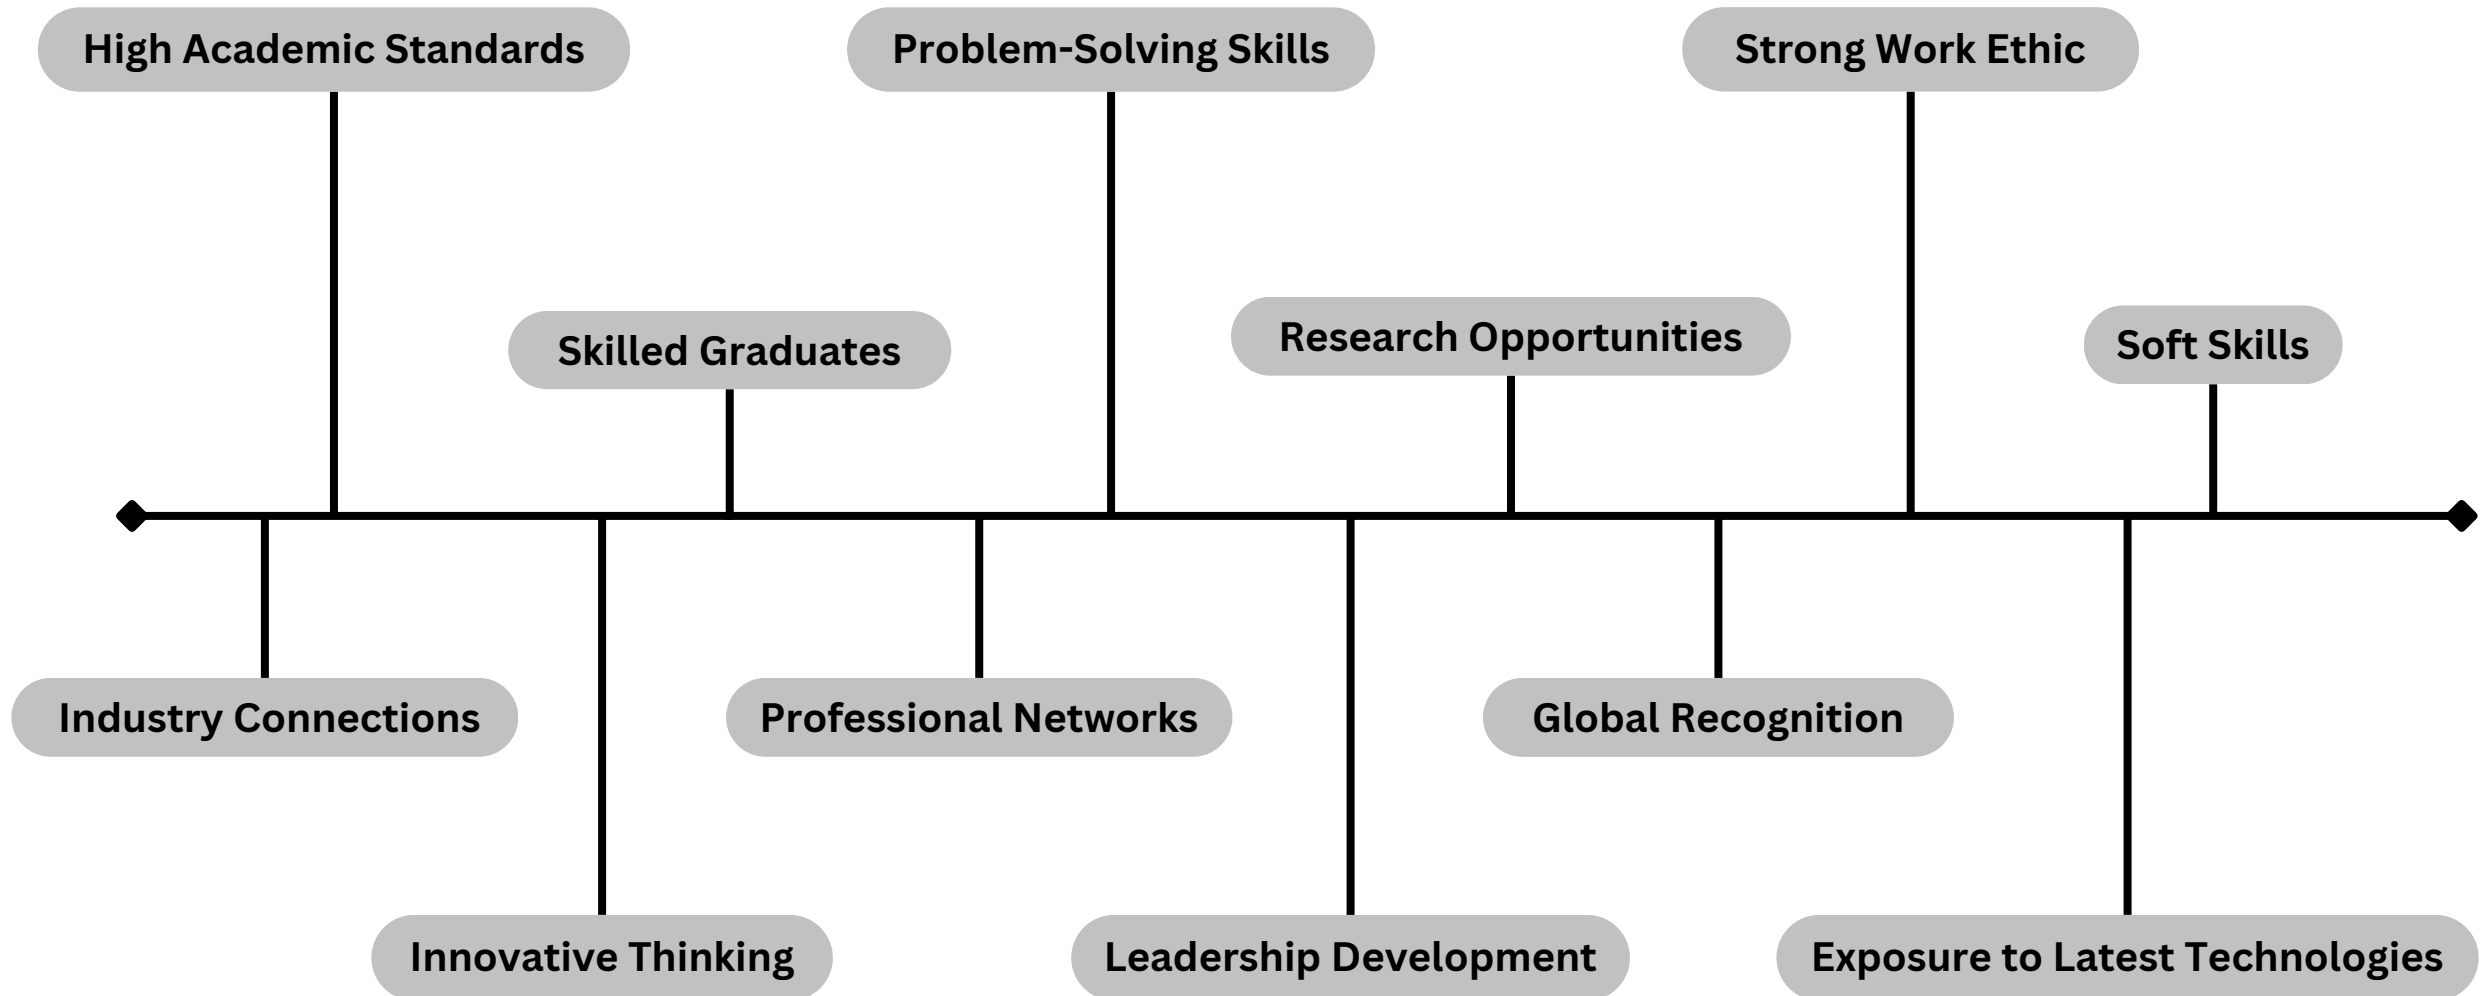 High Academic Standards
Problem-Solving Skills
Strong Work Ethic
Skilled Graduates
Research Opportunities
Soft Skills
Industry Connections
Professional Networks
Global Recognition
Innovative Thinking
Leadership Development
Exposure to Latest Technologies